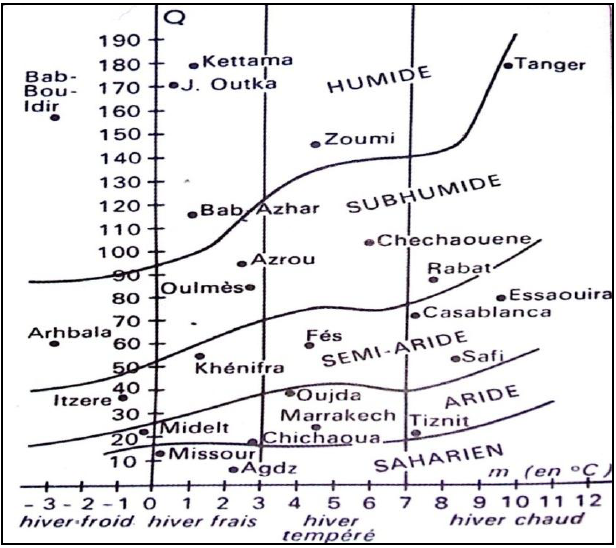 Q
190
180
170
160
150
140
130
120
110
100
90
80
70
60
50
40
30
20
10
Bab-
Bou-
Idir
Kettama
J. Outka
HUMIDE
Tanger
Zoumi
SUBHUMIDE
Bab Azhar
Chechaouene
Azrou
Rabat
Oulmès
Essaouira
Casablanca
Arhbala
Fés
SEMI-ARIDE
Khénifra
Safi
Itzere
Oujda
ARIDE
Marrakech
Midelt
Tiznit
Chichaoua
Missour
SAHARIEN
Agdz
m (en °C)
-3 -2 -1 0 1 2 3 4 5 6 7 8 9 10 11 12
hiver froid hiver frais hiver hiver chaud
tempéré